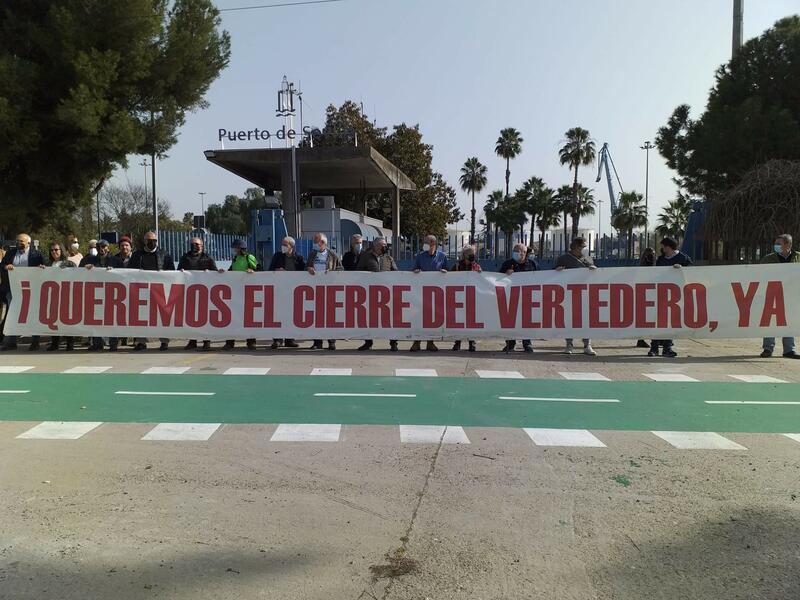 Puerto de
¡ QUEREMOS EL CIERRE DEL VERTEDERO, YA